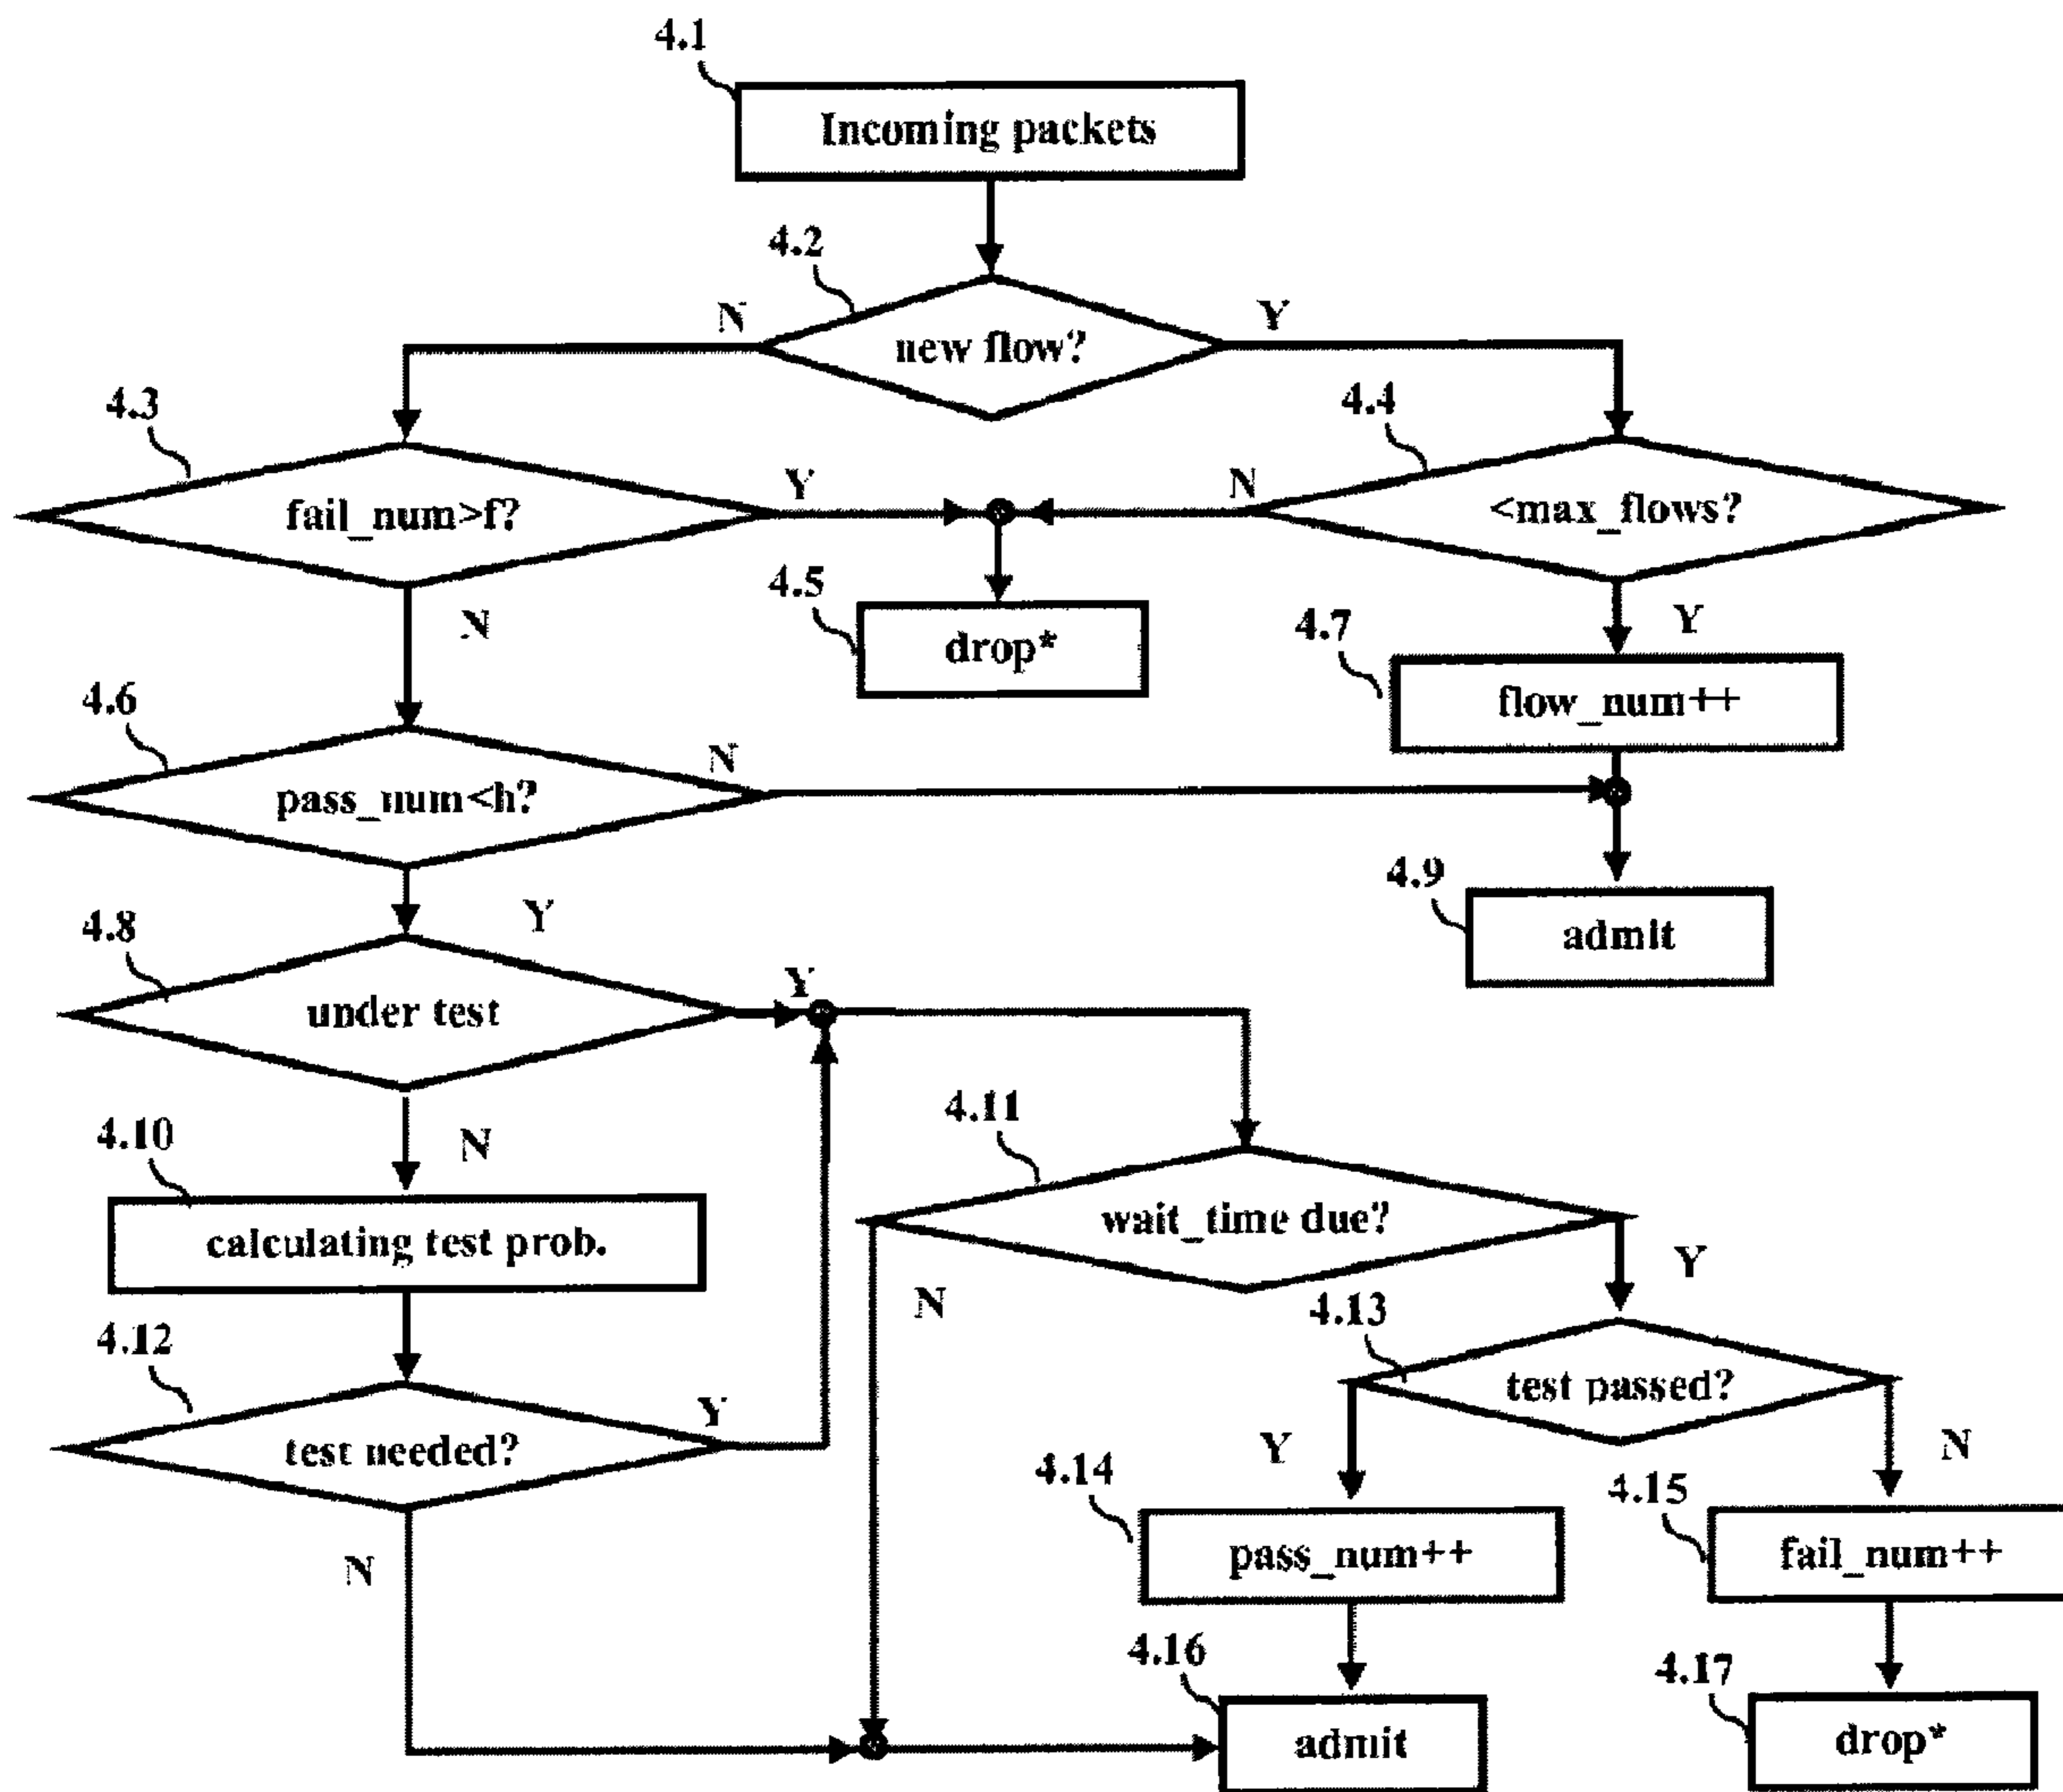 4.1
Incoming packets
4.2
N
Y
new flow?
4.3
4.4
fail_num>f?
Y
N
<max_flows?
4.5
drop*
N
Y
4.7
flow_num++
4.6
N
pass_num<h?
4.9
admit
Y
4.8
Y
under test
4.11
4.10
N
wait_time due?
calculating test prob.
Y
N
4.13
4.12
test passed?
Y
test needed?
Y
N
4.14
4.15
N
pass_num++
fail_num++
4.16
4.17
admit
drop*